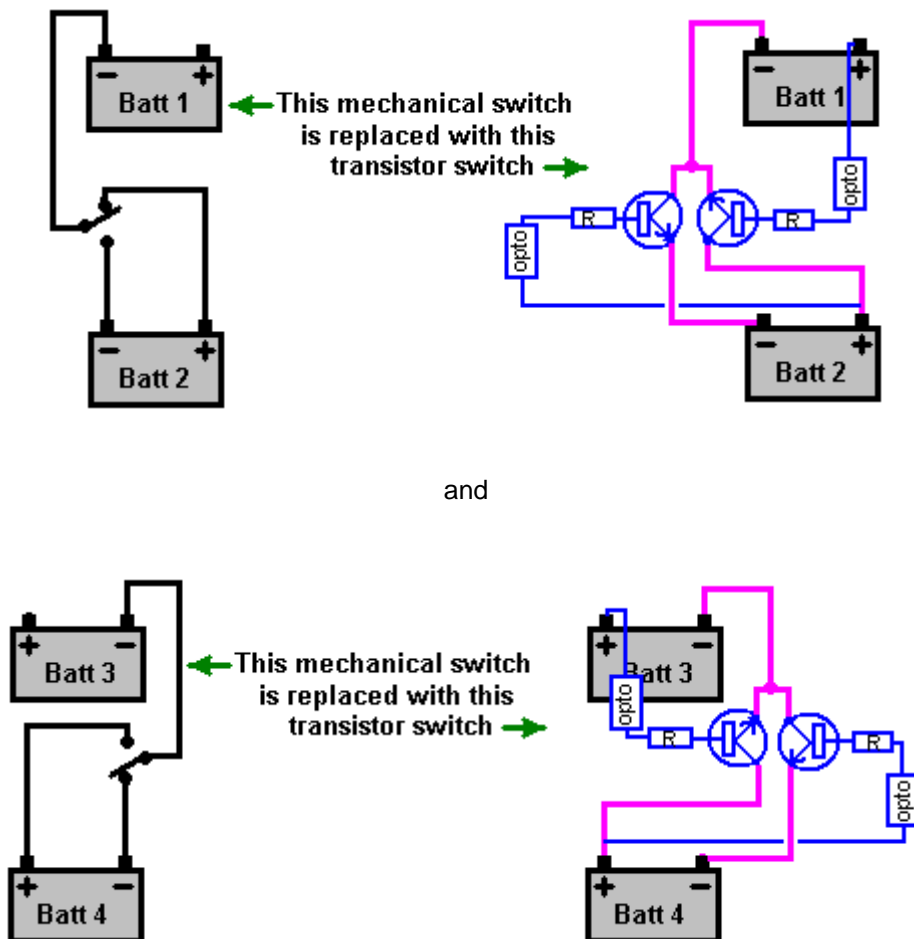 − +
Batt 1
This mechanical switch
is replaced with this
transistor switch
− +
Batt 1
opto
R
R
opto
− +
Batt 2
− +
Batt 2
and
+ −
Batt 3
This mechanical switch
is replaced with this
transistor switch
+ −
Batt 3
opto
R
R
opto
+ −
Batt 4
+ −
Batt 4